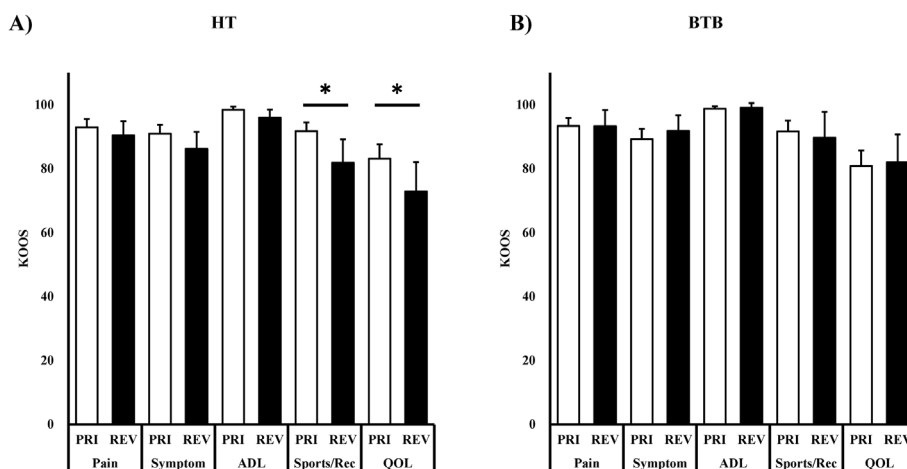 A)
HT
KOOS
100
80
60
40
20
0
*
*
PRI REV PRI REV PRI REV PRI REV PRI REV
Pain Symptom ADL Sports/Rec QOL
B)
BTB
KOOS
100
80
60
40
20
0
PRI REV PRI REV PRI REV PRI REV PRI REV
Pain Symptom ADL Sports/Rec QOL